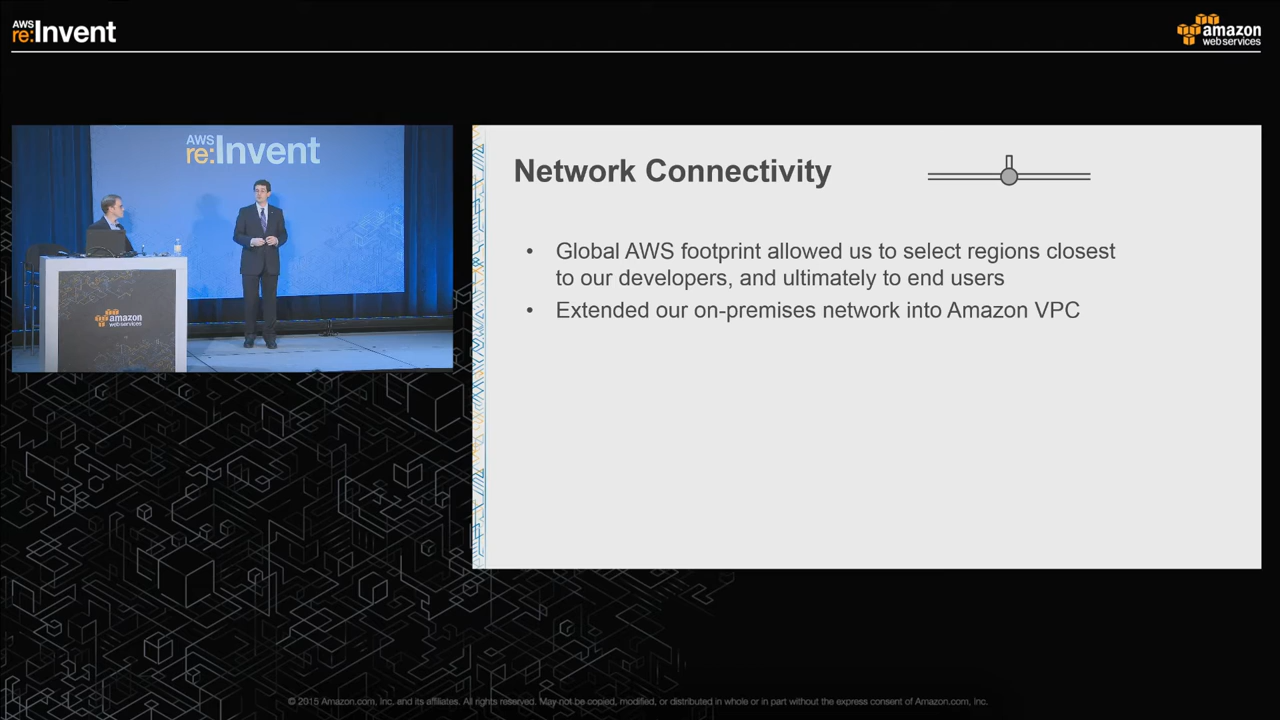 AWS
re:Invent
amazon
web services
AWS
re:Invent
amazon
web services
Network Connectivity
• Global AWS footprint allowed us to select regions closest
to our developers, and ultimately to end users
• Extended our on-premises network into Amazon VPC
© 2015 Amazon.com, Inc. and its affiliates. All rights reserved. May not be copied, modified, or distributed in whole or in part without the express consent of Amazon.com, Inc.